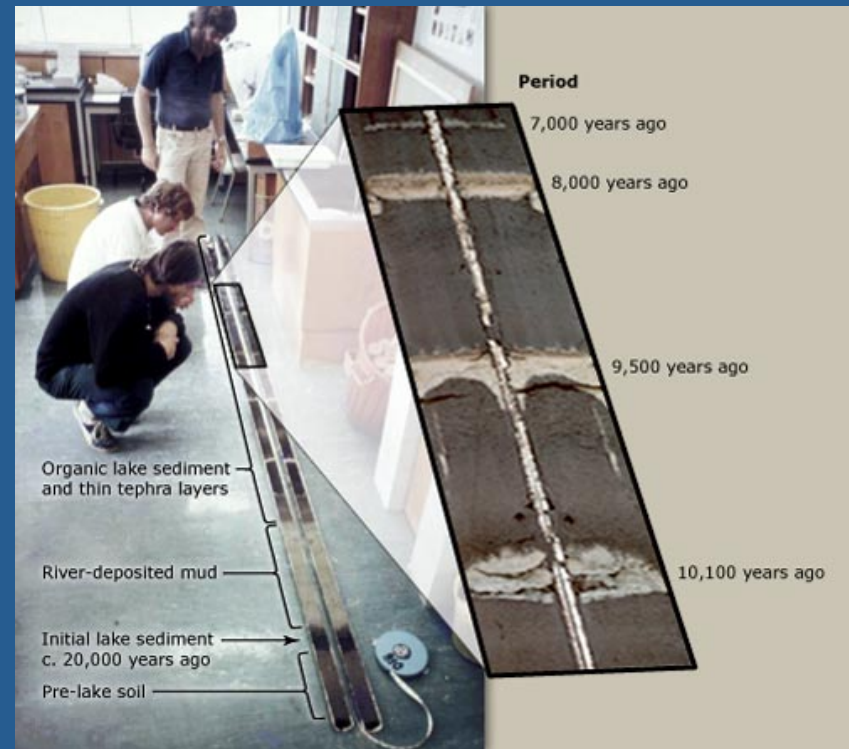 Period
7,000 years ago
8,000 years ago
9,500 years ago
10,100 years ago
Organic lake sediment
and thin tephra layers
River-deposited mud
Initial lake sediment
c. 20,000 years ago
Pre-lake soil